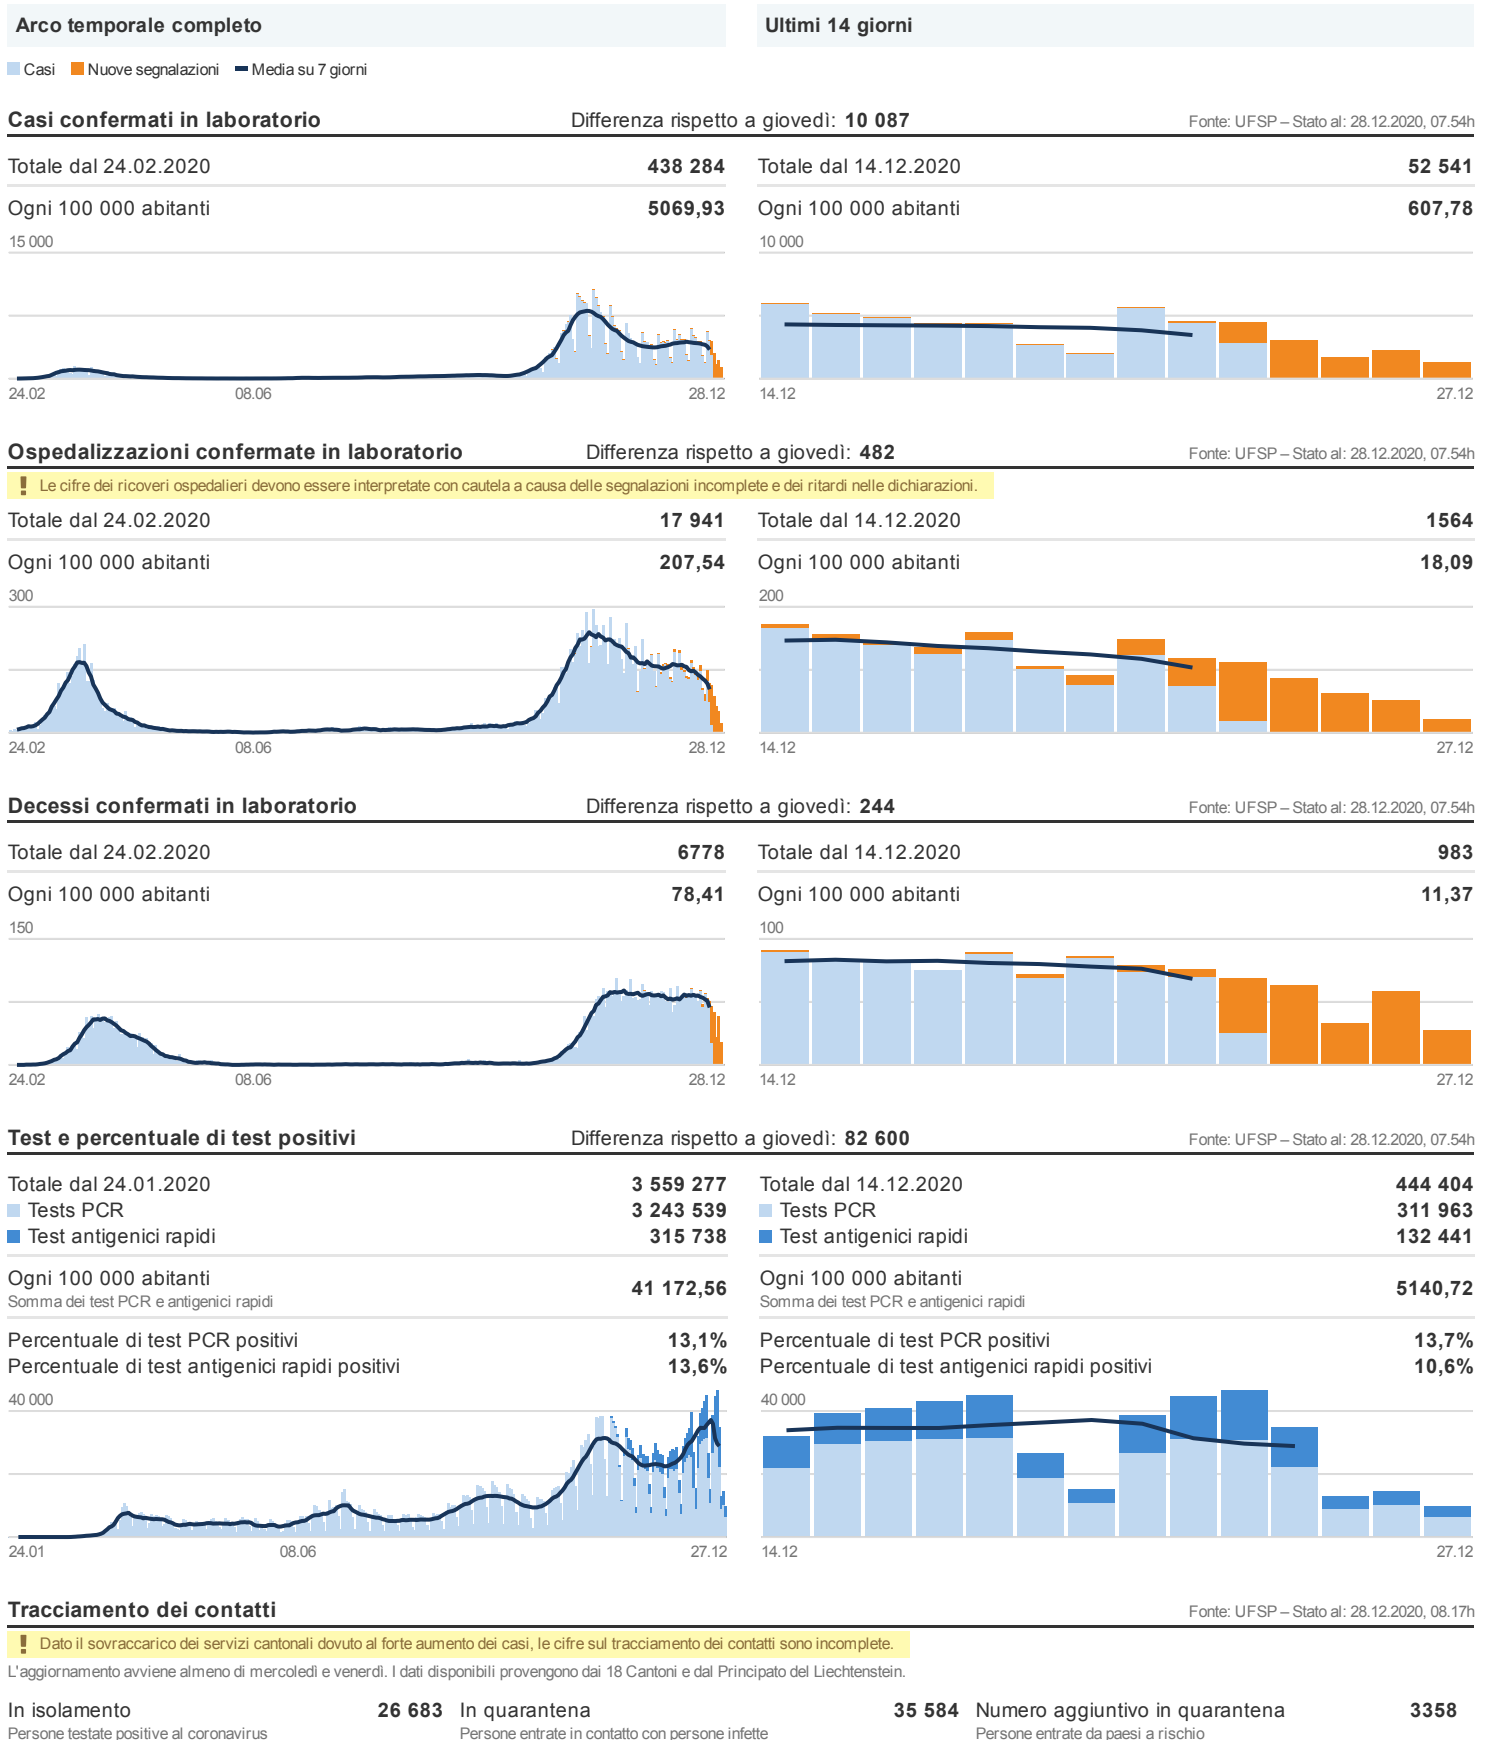 Arco temporale completo
Ultimi 14 giorni
Casi Nuove segnalazioni Media su 7 giorni
Casi confermati in laboratorio Differenza rispetto a giovedì: 10 087 Fonte: UFSP – Stato al: 28.12.2020, 07.54h
Totale dal 24.02.2020 438 284
Ogni 100 000 abitanti 5069,93
15 000
24.02 08.06 28.12
Totale dal 14.12.2020 52 541
Ogni 100 000 abitanti 607,78
10 000
14.12 27.12
Ospedalizzazioni confermate in laboratorio Differenza rispetto a giovedì: 482 Fonte: UFSP – Stato al: 28.12.2020, 07.54h
! Le cifre dei ricoveri ospedalieri devono essere interpretate con cautela a causa delle segnalazioni incomplete e dei ritardi nelle dichiarazioni.
Totale dal 24.02.2020 17 941
Ogni 100 000 abitanti 207,54
300
24.02 08.06 28.12
Totale dal 14.12.2020 1564
Ogni 100 000 abitanti 18,09
200
14.12 27.12
Decessi confermati in laboratorio Differenza rispetto a giovedì: 244 Fonte: UFSP – Stato al: 28.12.2020, 07.54h
Totale dal 24.02.2020 6778
Ogni 100 000 abitanti 78,41
150
24.02 08.06 28.12
Totale dal 14.12.2020 983
Ogni 100 000 abitanti 11,37
100
14.12 27.12
Test e percentuale di test positivi Differenza rispetto a giovedì: 82 600 Fonte: UFSP – Stato al: 28.12.2020, 07.54h
Totale dal 24.01.2020 3 559 277
Tests PCR 3 243 539
Test antigenici rapidi 315 738
Ogni 100 000 abitanti 41 172,56
Somma dei test PCR e antigenici rapidi
Percentuale di test PCR positivi 13,1%
Percentuale di test antigenici rapidi positivi 13,6%
40 000
24.01 08.06 27.12
Totale dal 14.12.2020 444 404
Tests PCR 311 963
Test antigenici rapidi 132 441
Ogni 100 000 abitanti 5140,72
Somma dei test PCR e antigenici rapidi
Percentuale di test PCR positivi 13,7%
Percentuale di test antigenici rapidi positivi 10,6%
40 000
14.12 27.12
Tracciamento dei contatti Fonte: UFSP – Stato al: 28.12.2020, 08.17h
! Dato il sovraccarico dei servizi cantonali dovuto al forte aumento dei casi, le cifre sul tracciamento dei contatti sono incomplete.
L'aggiornamento avviene almeno di mercoledì e venerdì. I dati disponibili provengono dai 18 Cantoni e dal Principato del Liechtenstein.
In isolamento 26 683
Persone testate positive al coronavirus
In quarantena 35 584
Persone entrate in contatto con persone infette
Numero aggiuntivo in quarantena 3358
Persone entrate da paesi a rischio